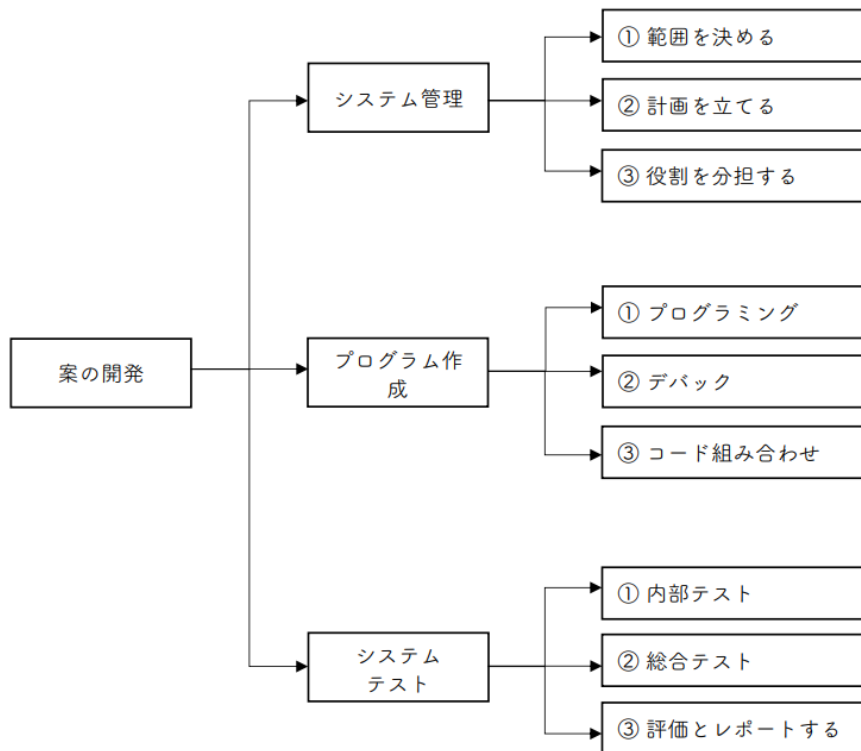 案の開発
システム管理
① 範囲を決める
② 計画を立てる
③ 役割を分担する
プログラム作
成
① プログラミング
② デバック
③ コード組み合わせ
システム
テスト
① 内部テスト
② 総合テスト
③ 評価とレポートする